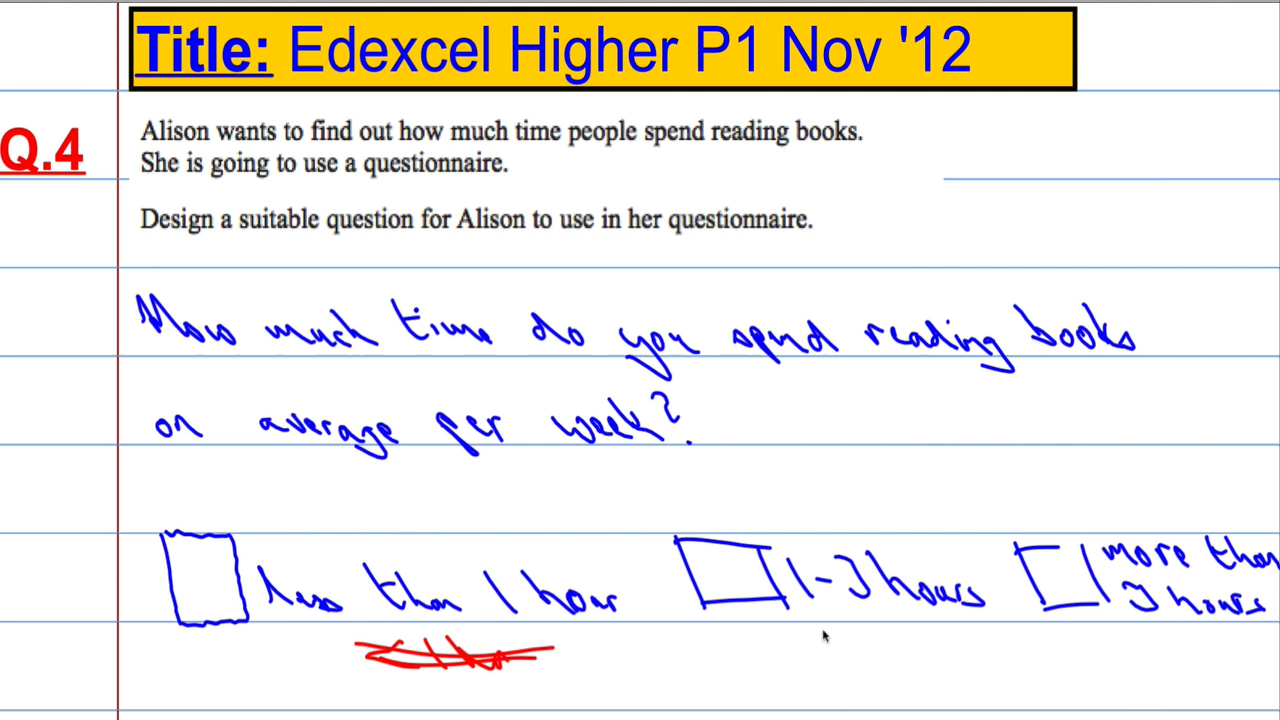 Title: Edexcel Higher P1 Nov '12
Q.4
Alison wants to find out how much time people spend reading books.
She is going to use a questionnaire.
Design a suitable question for Alison to use in her questionnaire.
How much time do you spend reading books
on average per week?
less than 1 hour 1-3 hours more than
3 hours